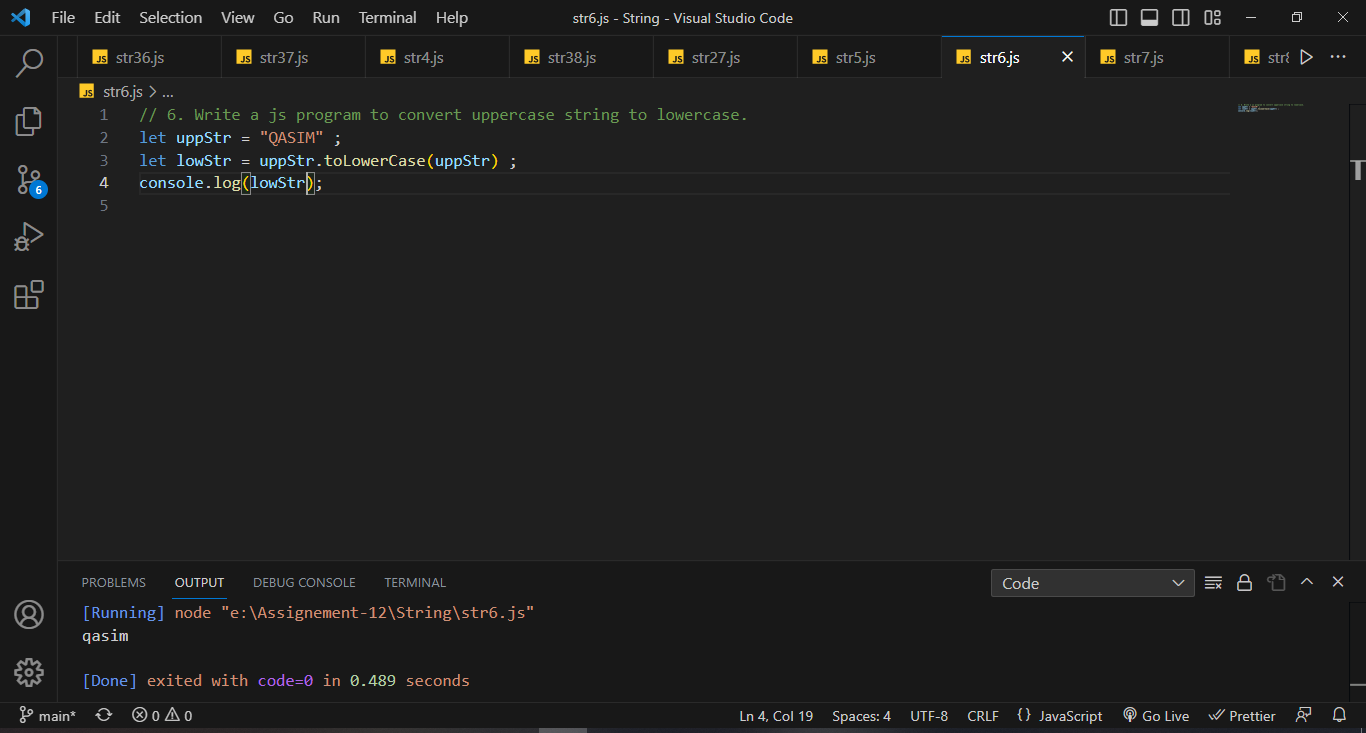 File Edit Selection View Go Run Terminal Help str6.js - String - Visual Studio Code
JS str36.js JS str37.js JS str4.js JS str38.js JS str27.js JS str5.js JS str6.js JS str7.js JS
JS str6.js > ...
1 // 6. Write a js program to convert uppercase string to lowercase.
2 let uppStr = "QASIM" ;
3 let lowStr = uppStr.toLowerCase(uppStr) ;
4 console.log(lowStr);
5
6
PROBLEMS OUTPUT DEBUG CONSOLE TERMINAL Code
[Running] node "e:\Assignement-12\String\str6.js"
qasim
[Done] exited with code=0 in 0.489 seconds
main* 0 0 Ln 4, Col 19 Spaces: 4 UTF-8 CRLF {} JavaScript Go Live Prettier